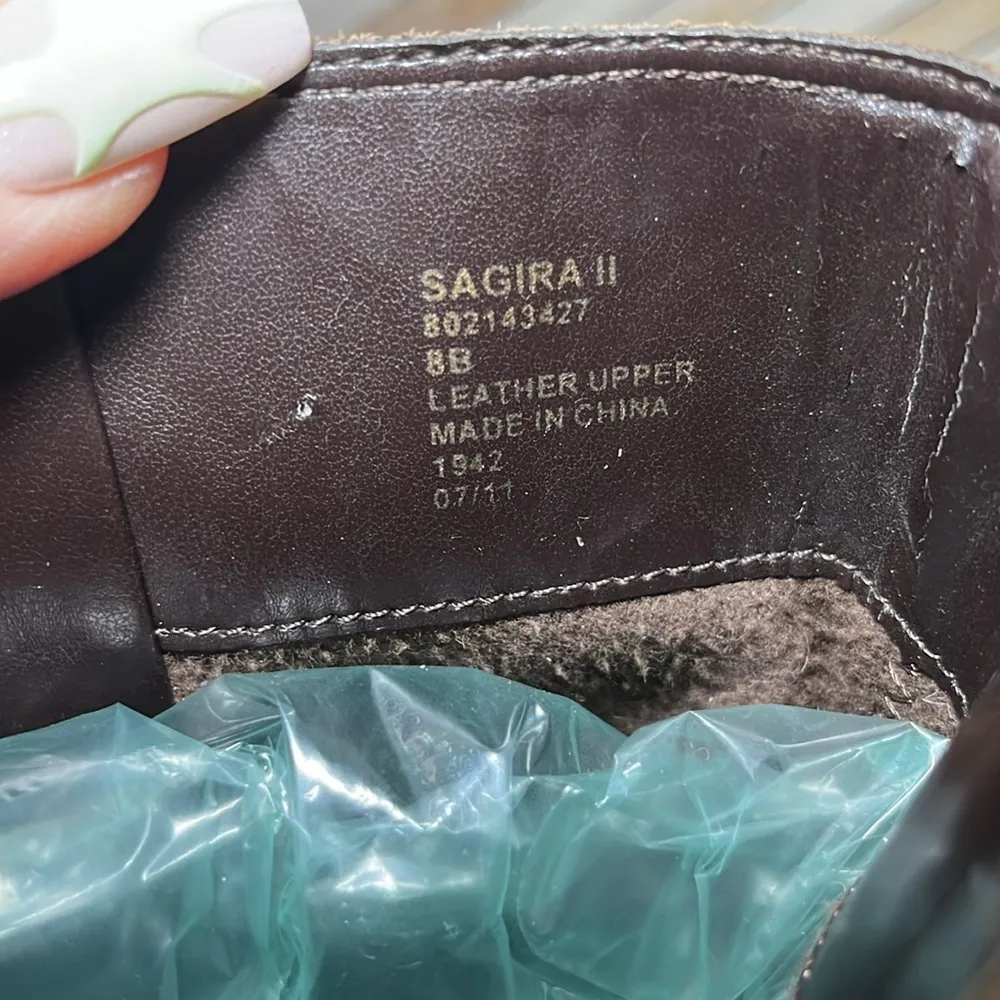 SAGIRA II
802143427
8B
LEATHER UPPER
MADE IN CHINA
1942
07/11